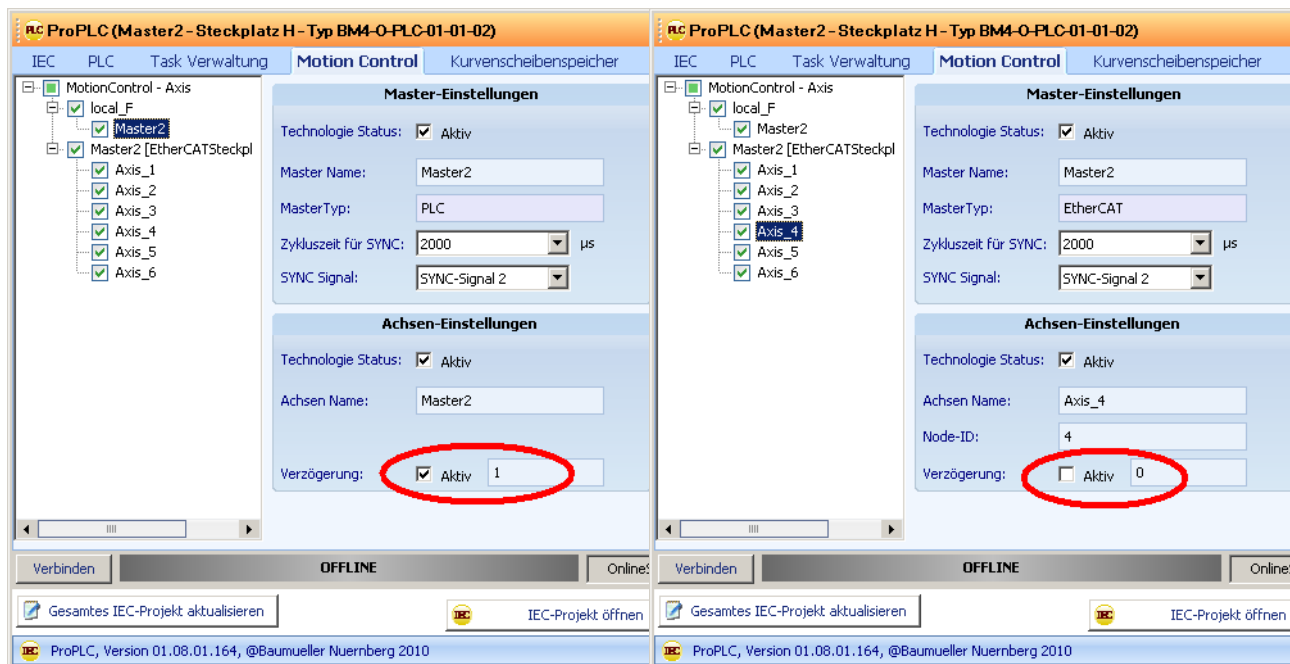 PLC ProPLC (Master2 - Steckplatz H - Typ BM4-O-PLC-01-01-02)
IEC PLC Task Verwaltung Motion Control Kurvenscheibenspeicher
MotionControl - Axis
local_F
Master2
Master2 [EtherCATSteckpl
Axis_1
Axis_2
Axis_3
Axis_4
Axis_5
Axis_6
Master-Einstellungen
Technologie Status: Aktiv
Master Name: Master2
MasterTyp: PLC
Zykluszeit für SYNC: 2000 µs
SYNC Signal: SYNC-Signal 2
Achsen-Einstellungen
Technologie Status: Aktiv
Achsen Name: Master2
Verzögerung: Aktiv 1
Verbinden OFFLINE Online
Gesamtes IEC-Projekt aktualisieren IEC IEC-Projekt öffnen
IEC ProPLC, Version 01.08.01.164, @Baumueller Nuernberg 2010
PLC ProPLC (Master2 - Steckplatz H - Typ BM4-O-PLC-01-01-02)
IEC PLC Task Verwaltung Motion Control Kurvenscheibenspeicher
MotionControl - Axis
local_F
Master2
Master2 [EtherCATSteckpl
Axis_1
Axis_2
Axis_3
Axis_4
Axis_5
Axis_6
Master-Einstellungen
Technologie Status: Aktiv
Master Name: Master2
MasterTyp: EtherCAT
Zykluszeit für SYNC: 2000 µs
SYNC Signal: SYNC-Signal 2
Achsen-Einstellungen
Technologie Status: Aktiv
Achsen Name: Axis_4
Node-ID: 4
Verzögerung: Aktiv 0
Verbinden OFFLINE Online
Gesamtes IEC-Projekt aktualisieren IEC IEC-Projekt öffnen
IEC ProPLC, Version 01.08.01.164, @Baumueller Nuernberg 2010